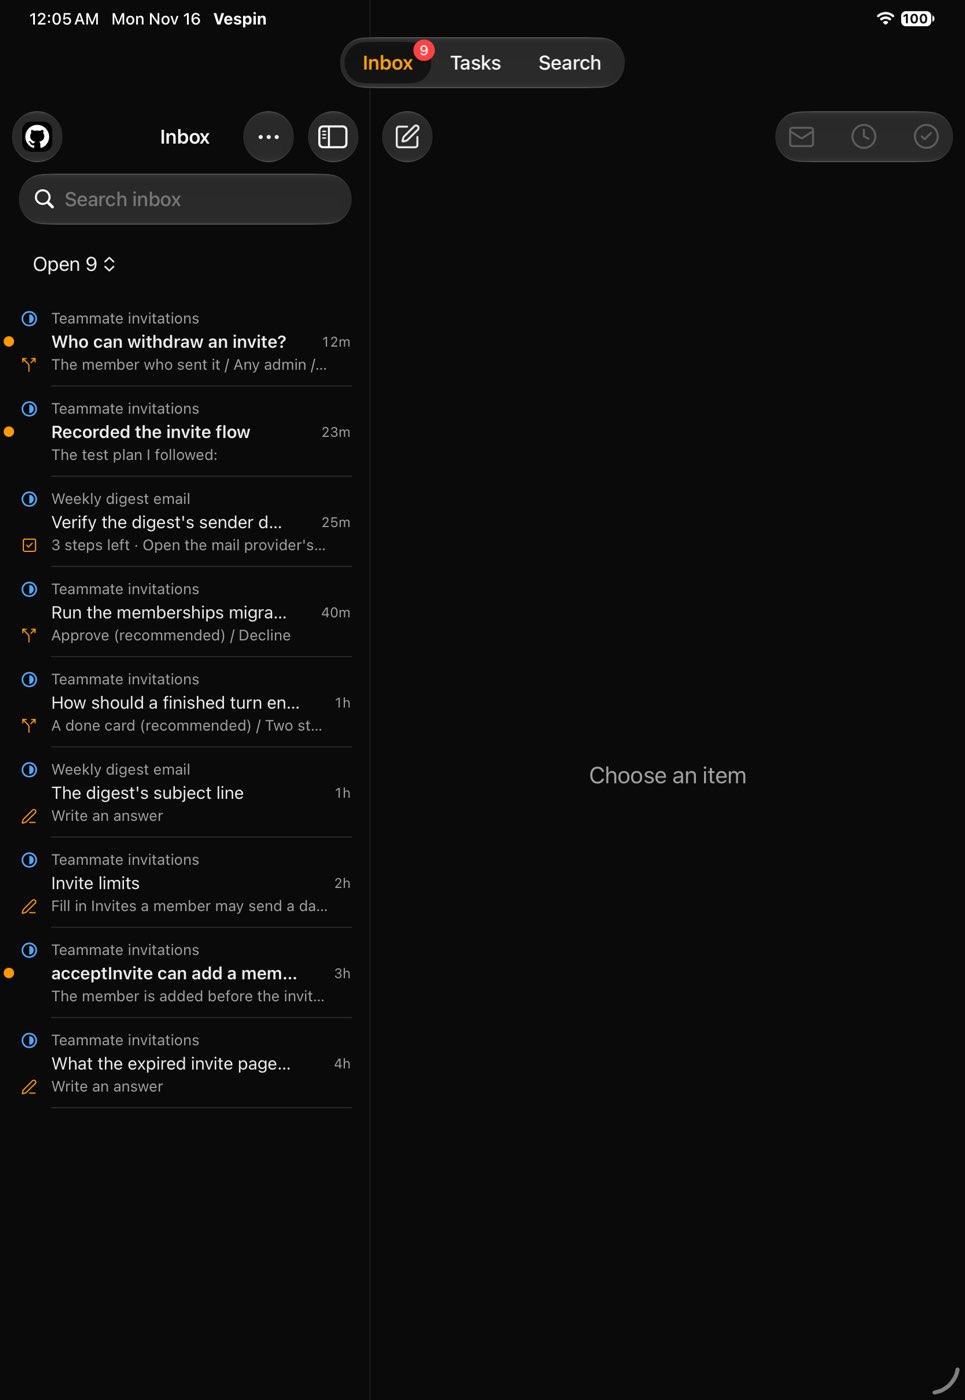 12:05 AM Mon Nov 16 Vespin
100
Inbox 9 Tasks Search
Inbox
Search inbox
Open 9
Teammate invitations
Who can withdraw an invite? 12m
The member who sent it / Any admin /...
Teammate invitations
Recorded the invite flow 23m
The test plan I followed:
Weekly digest email
Verify the digest's sender d... 25m
3 steps left · Open the mail provider's...
Teammate invitations
Run the memberships migra... 40m
Approve (recommended) / Decline
Teammate invitations
How should a finished turn en... 1h
A done card (recommended) / Two st...
Weekly digest email
The digest's subject line 1h
Write an answer
Teammate invitations
Invite limits 2h
Fill in Invites a member may send a da...
Teammate invitations
acceptInvite can add a mem... 3h
The member is added before the invit...
Teammate invitations
What the expired invite page... 4h
Write an answer
Choose an item